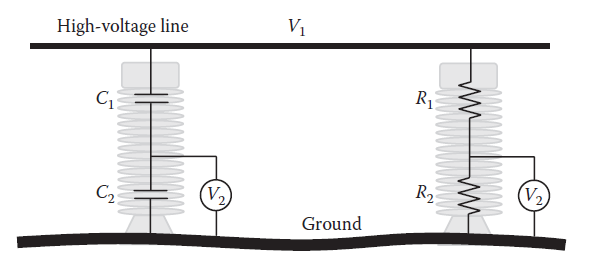 High-voltage line V₁
C₁ R₁
C₂ V₂ R₂ V₂
Ground